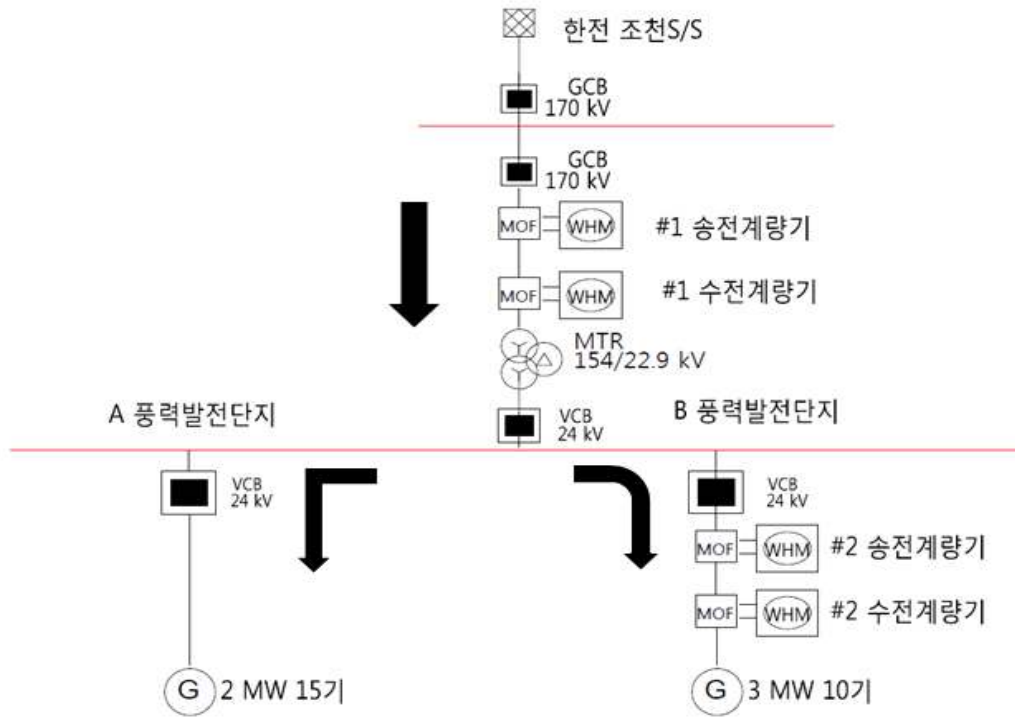 한전 조천S/S
GCB
170 kV
GCB
170 kV
MOF
WHM
#1 송전계량기
MOF
WHM
#1 수전계량기
MTR
154/22.9 kV
A 풍력발전단지
VCB
24 kV
B 풍력발전단지
VCB
24 kV
VCB
24 kV
MOF
WHM
#2 송전계량기
MOF
WHM
#2 수전계량기
G
2 MW 15기
G
3 MW 10기